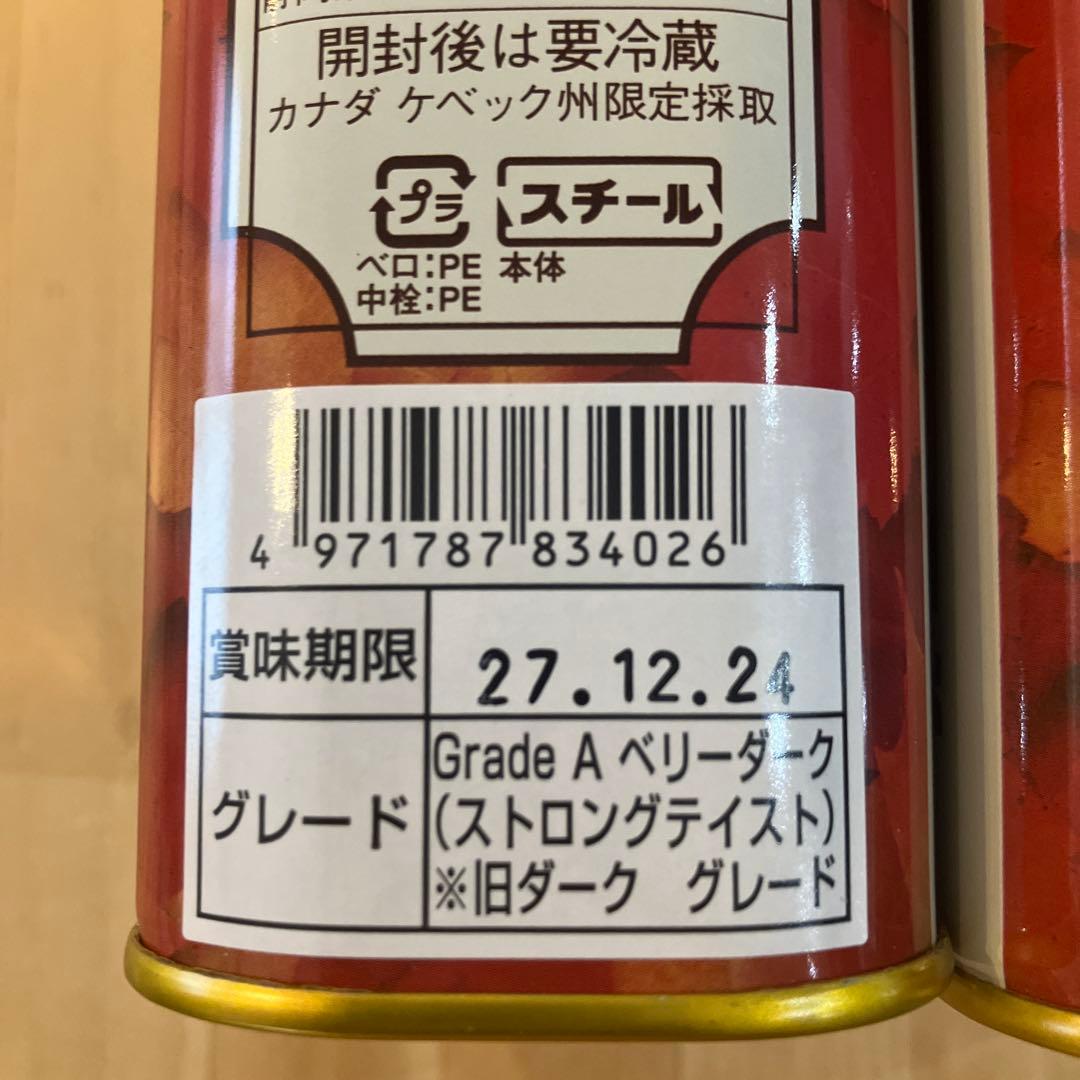 開封後は要冷蔵
カナダ ケベック州限定採取
プラ スチール
ベロ:PE 本体
中栓:PE
4 971787 834026
賞味期限 27.12.24
グレード Grade A ベリーダーク
(ストロングテイスト)
※旧ダーク グレード